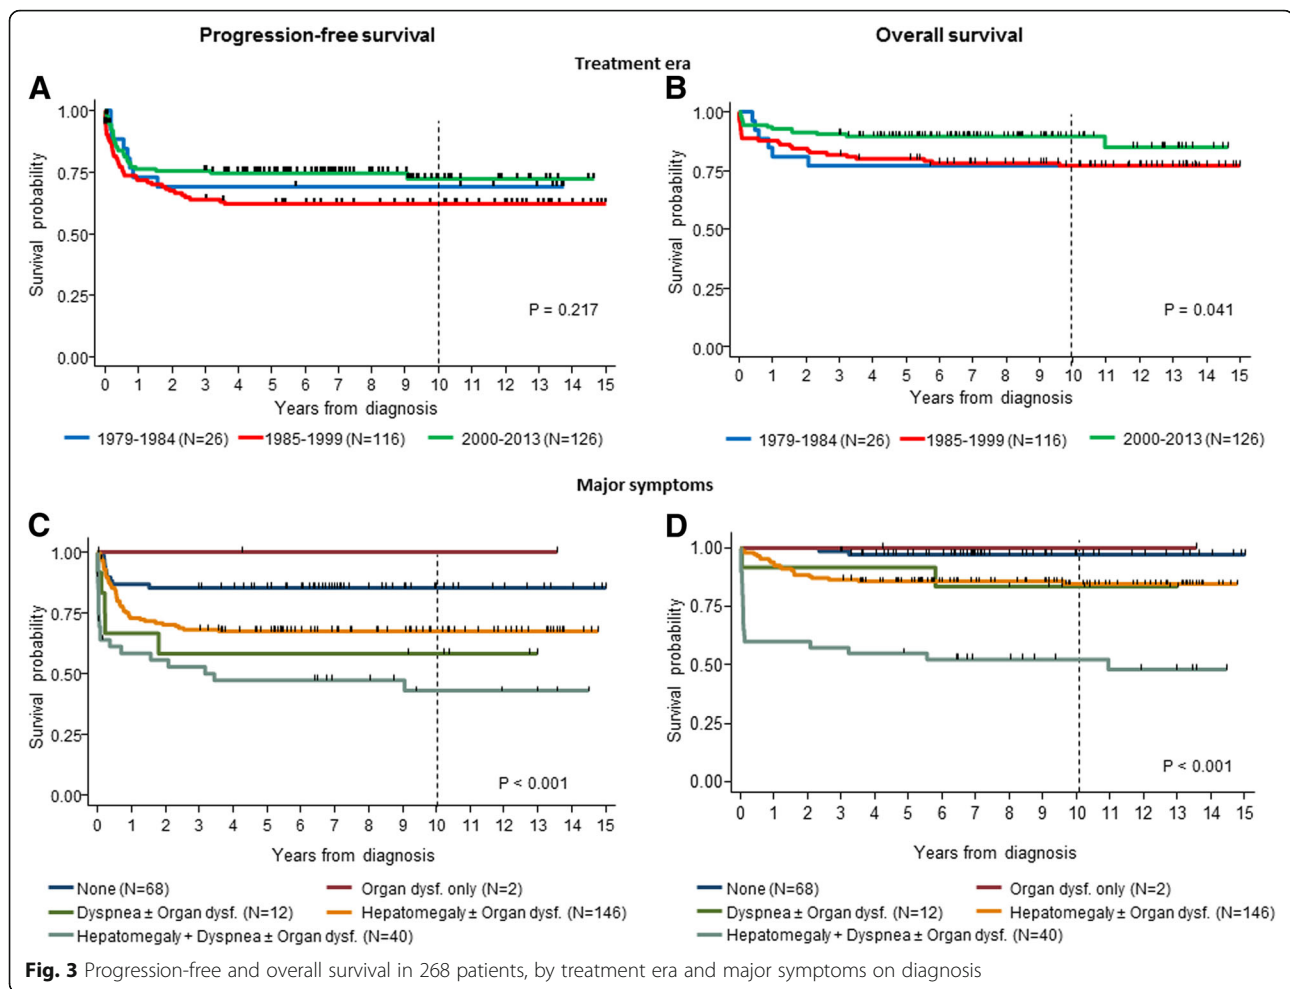 Progression-free survival
Overall survival
Treatment era
A
1.00
0.75
0.50
0.25
0.00
Survival probability
P = 0.217
0 1 2 3 4 5 6 7 8 9 10 11 12 13 14 15
Years from diagnosis
1979-1984 (N=26) 1985-1999 (N=116) 2000-2013 (N=126)
B
1.00
0.75
0.50
0.25
0.00
Survival probability
P = 0.041
0 1 2 3 4 5 6 7 8 9 10 11 12 13 14 15
Years from diagnosis
1979-1984 (N=26) 1985-1999 (N=116) 2000-2013 (N=126)
Major symptoms
C
1.00
0.75
0.50
0.25
0.00
Survival probability
P < 0.001
0 1 2 3 4 5 6 7 8 9 10 11 12 13 14 15
Years from diagnosis
None (N=68) Organ dysf. only (N=2)
Dyspnea ± Organ dysf. (N=12) Hepatomegaly ± Organ dysf. (N=146)
Hepatomegaly + Dyspnea ± Organ dysf. (N=40)
D
1.00
0.75
0.50
0.25
0.00
Survival probability
P < 0.001
0 1 2 3 4 5 6 7 8 9 10 11 12 13 14 15
Years from diagnosis
None (N=68) Organ dysf. only (N=2)
Dyspnea ± Organ dysf. (N=12) Hepatomegaly ± Organ dysf. (N=146)
Hepatomegaly + Dyspnea ± Organ dysf. (N=40)
Fig. 3 Progression-free and overall survival in 268 patients, by treatment era and major symptoms on diagnosis